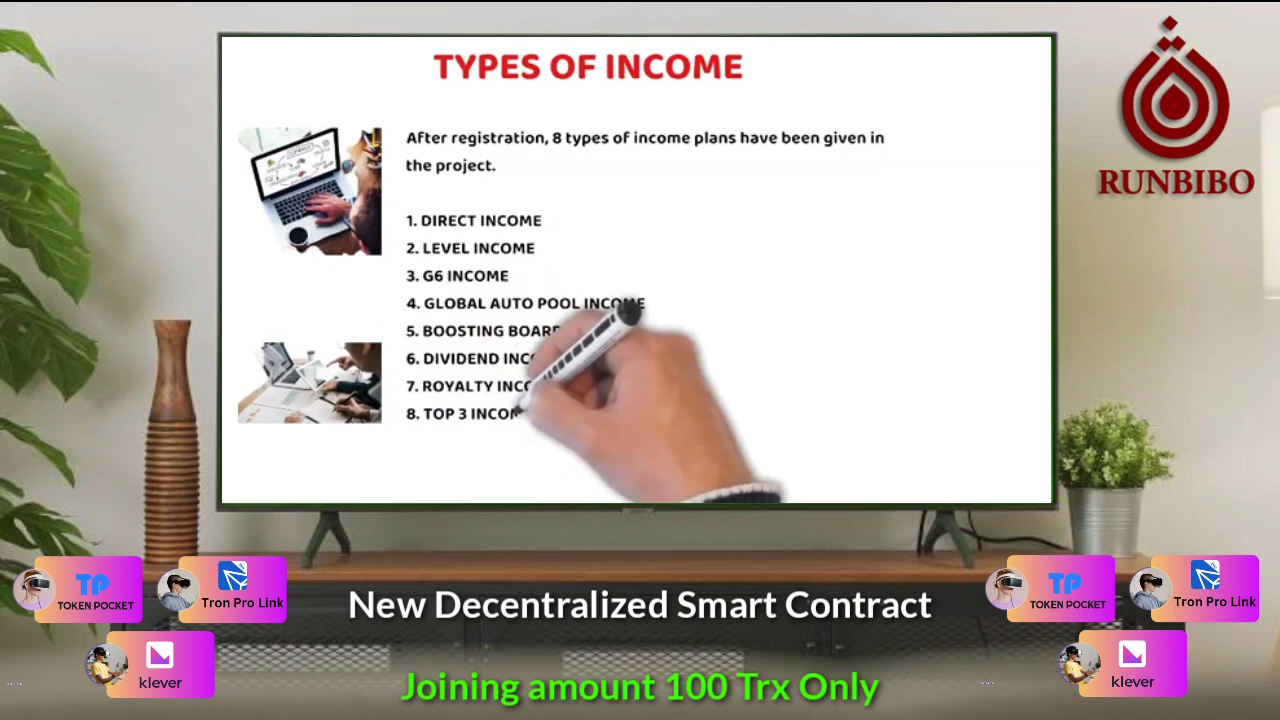 TYPES OF INCOME
After registration, 8 types of income plans have been given in
the project.
1. DIRECT INCOME
2. LEVEL INCOME
3. G6 INCOME
4. GLOBAL AUTO POOL INCOME
5. BOOSTING BOARD
6. DIVIDEND INCO
7. ROYALTY INCO
8. TOP 3 INCOM
RUNBIBO
TP
TOKEN POCKET
Tron Pro Link
klever
New Decentralized Smart Contract
Joining amount 100 Trx Only
TP
TOKEN POCKET
Tron Pro Link
klever